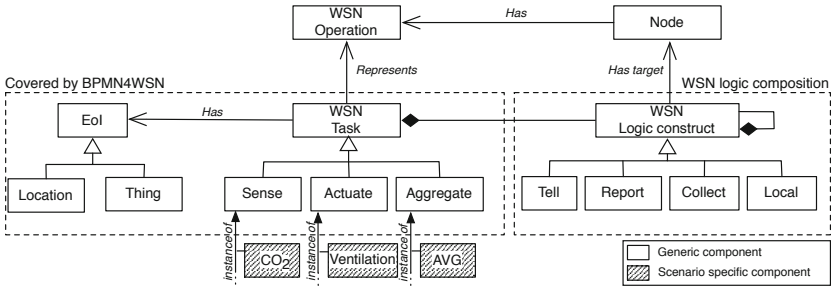 WSN
Operation
Has
Node
Represents
Has target
Covered by BPMN4WSN
WSN logic composition
EoI
Has
WSN
Task
WSN
Logic construct
Location
Thing
Sense
Actuate
Aggregate
Tell
Report
Collect
Local
instance of
CO2
instance of
Ventilation
instance of
AVG
Generic component
Scenario specific component